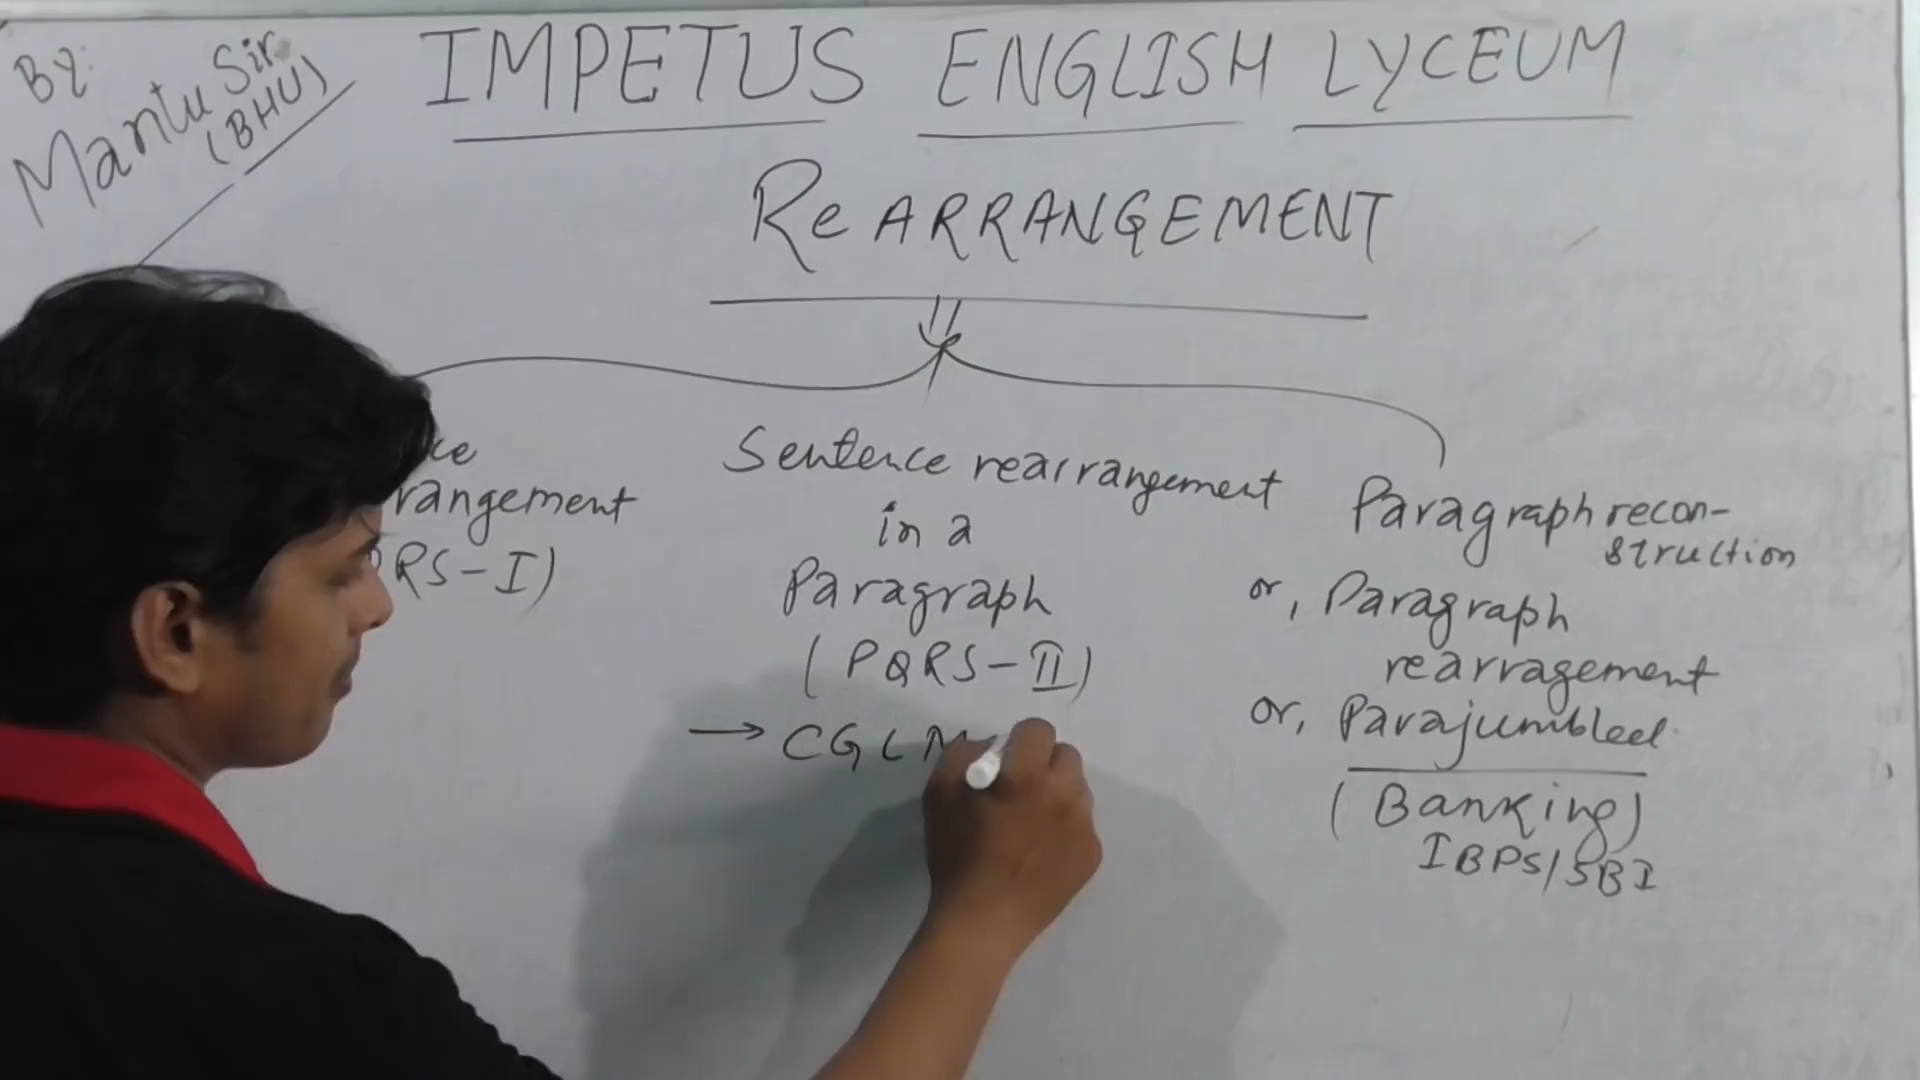 By:
Mantu Sir
(BHU)
IMPETUS ENGLISH LYCEUM
ReARRANGEMENT
ce
rangement
RS-I)
Sentence rearrangement
in a
Paragraph
(PQRS-II)
→ CGL M
Paragraph recon-
struction
or, Paragraph
rearragement
or, Parajumbled.
(Banking)
IBPS/SBI